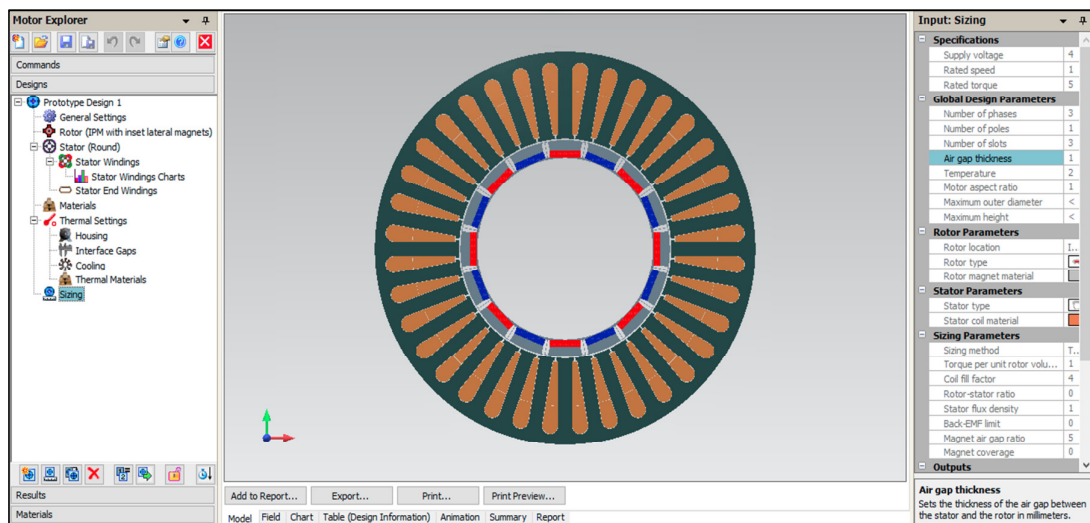 Motor Explorer
Commands
Designs
Prototype Design 1
General Settings
Rotor (IPM with inset lateral magnets)
Stator (Round)
Stator Windings
Stator Windings Charts
Stator End Windings
Materials
Thermal Settings
Housing
Interface Gaps
Cooling
Thermal Materials
Sizing
Results
Materials
Add to Report...
Export...
Print...
Print Preview...
Model Field Chart Table (Design Information) Animation Summary Report
Input: Sizing
Specifications
Supply voltage 4
Rated speed 1
Rated torque 5
Global Design Parameters
Number of phases 3
Number of poles 1
Number of slots 3
Air gap thickness 1
Temperature 2
Motor aspect ratio 1
Maximum outer diameter <
Maximum height <
Rotor Parameters
Rotor location I...
Rotor type
Rotor magnet material
Stator Parameters
Stator type
Stator coil material
Sizing Parameters
Sizing method T...
Torque per unit rotor volu... 1
Coil fill factor 4
Rotor-stator ratio 0
Stator flux density 1
Back-EMF limit 0
Magnet air gap ratio 5
Magnet coverage 0
Outputs
Air gap thickness
Sets the thickness of the air gap between
the stator and the rotor in millimeters.